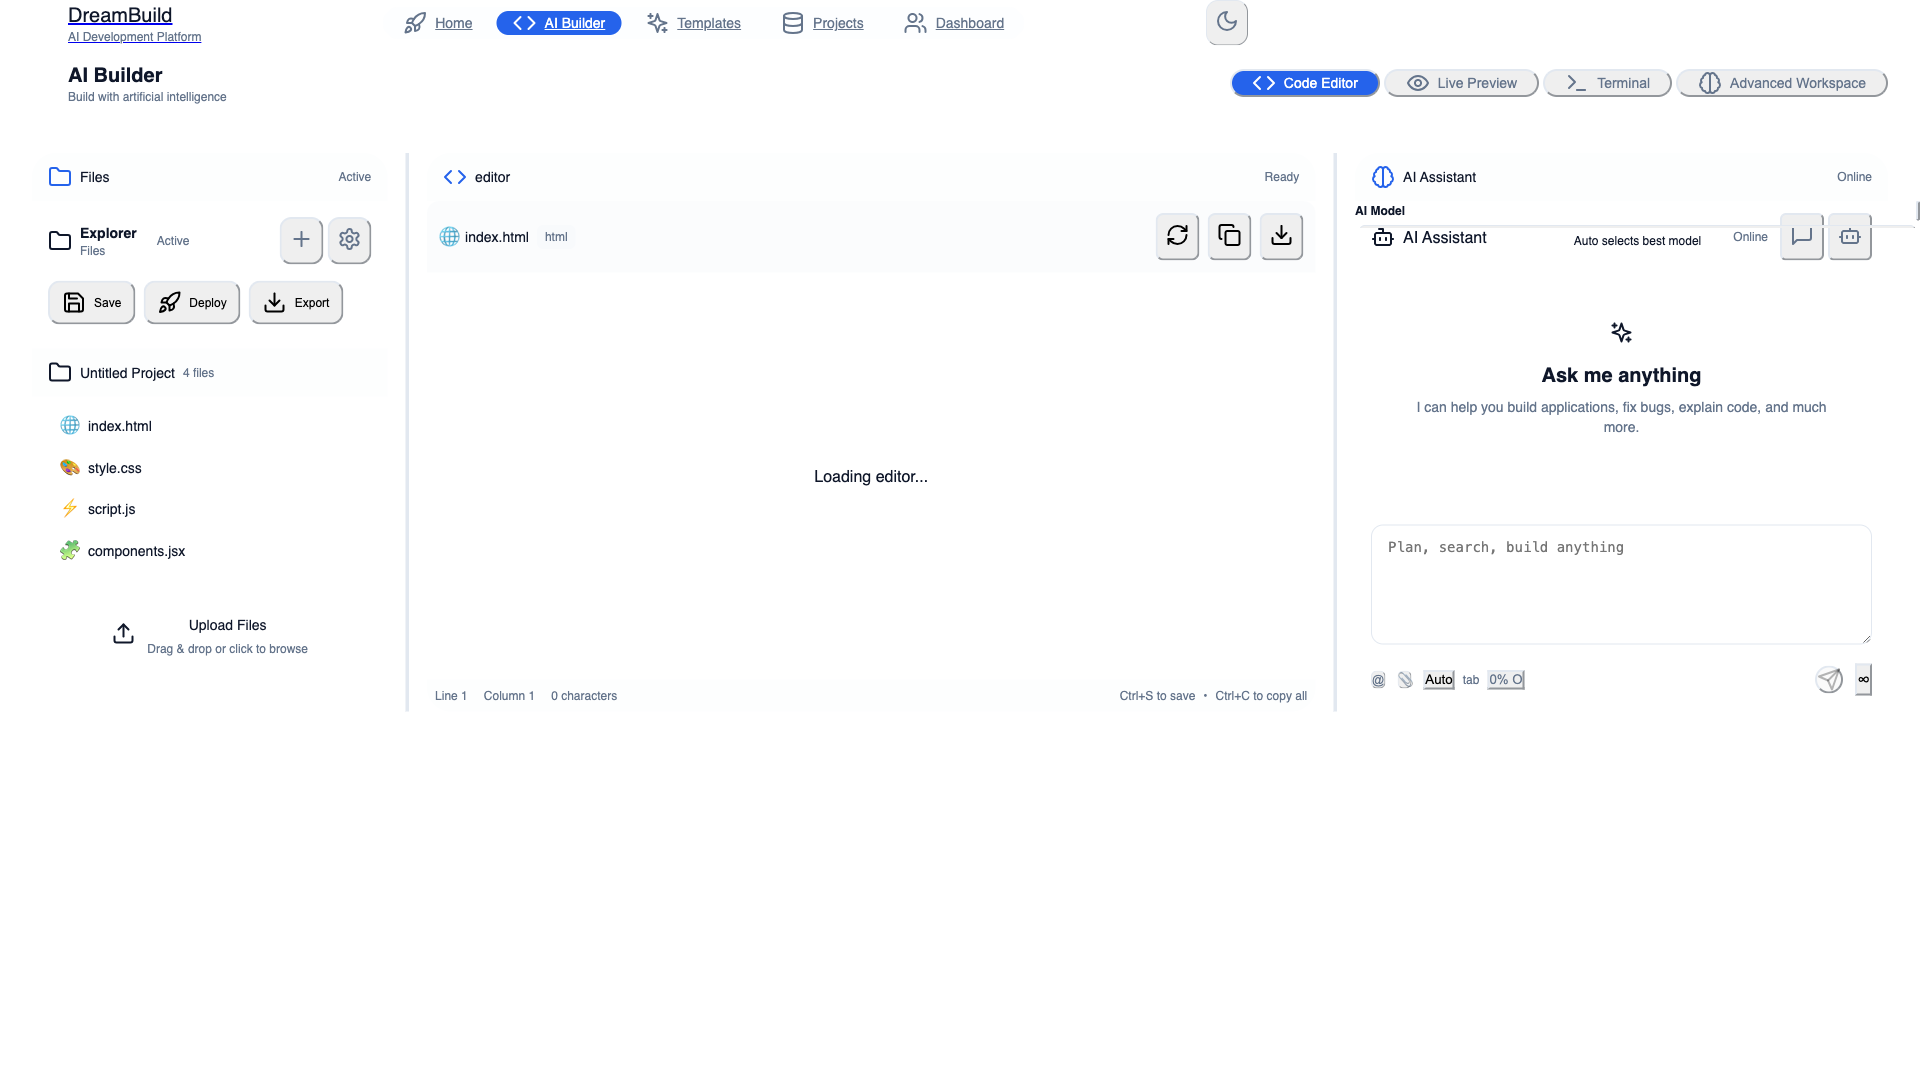 DreamBuild
AI Development Platform
Home
AI Builder
Templates
Projects
Dashboard
AI Builder
Build with artificial intelligence
Code Editor
Live Preview
Terminal
Advanced Workspace
Files
Active
Explorer
Files
Active
Save
Deploy
Export
Untitled Project 4 files
index.html
style.css
script.js
components.jsx
Upload Files
Drag & drop or click to browse
editor
Ready
index.html html
Loading editor...
Line 1 Column 1 0 characters
Ctrl+S to save • Ctrl+C to copy all
AI Assistant
Online
AI Model
AI Assistant
Auto selects best model
Online
Ask me anything
I can help you build applications, fix bugs, explain code, and much
more.
Plan, search, build anything
@ Auto tab 0% O
∞